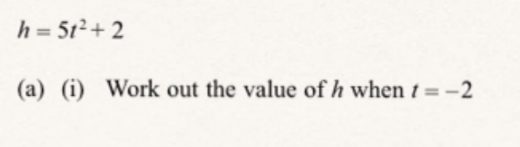 h = 5t² + 2
(a) (i) Work out the value of h when t = −2